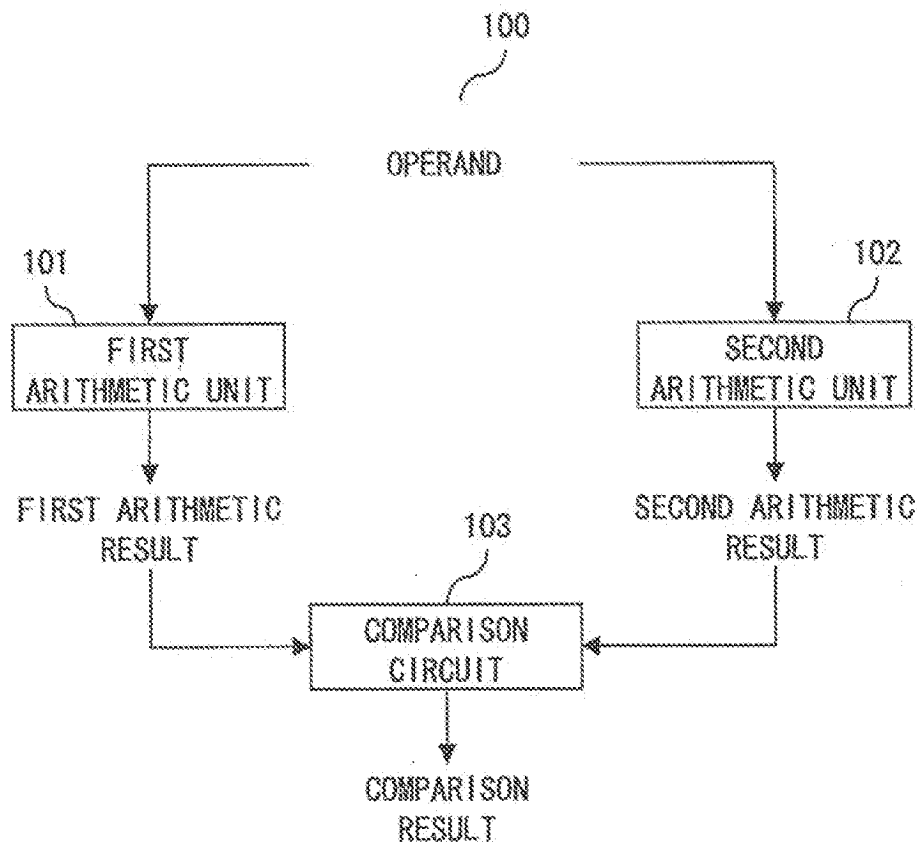 100
OPERAND
101
102
FIRST
ARITHMETIC UNIT
SECOND
ARITHMETIC UNIT
FIRST ARITHMETIC
RESULT
SECOND ARITHMETIC
RESULT
103
COMPARISON
CIRCUIT
COMPARISON
RESULT